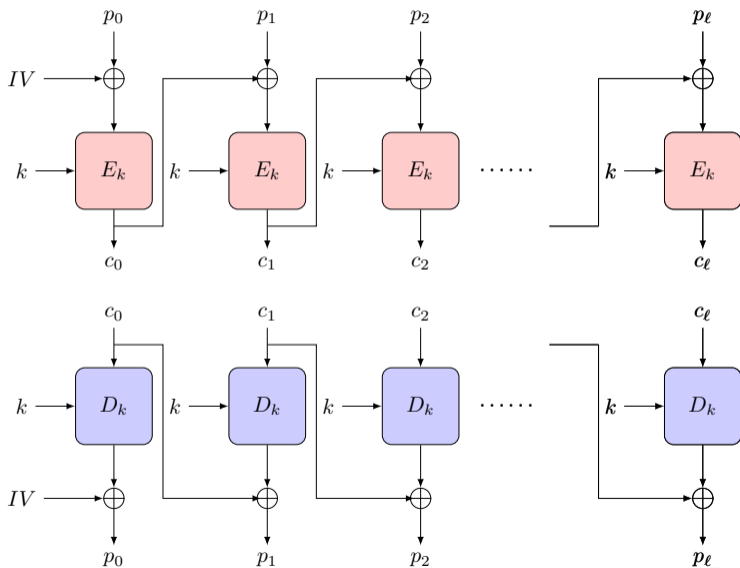 p₀ p₁ p₂ pℓ
IV
k Eₖ k Eₖ k Eₖ ······ k Eₖ
c₀ c₁ c₂ cℓ
c₀ c₁ c₂ cℓ
k Dₖ k Dₖ k Dₖ ······ k Dₖ
IV
p₀ p₁ p₂ pℓ